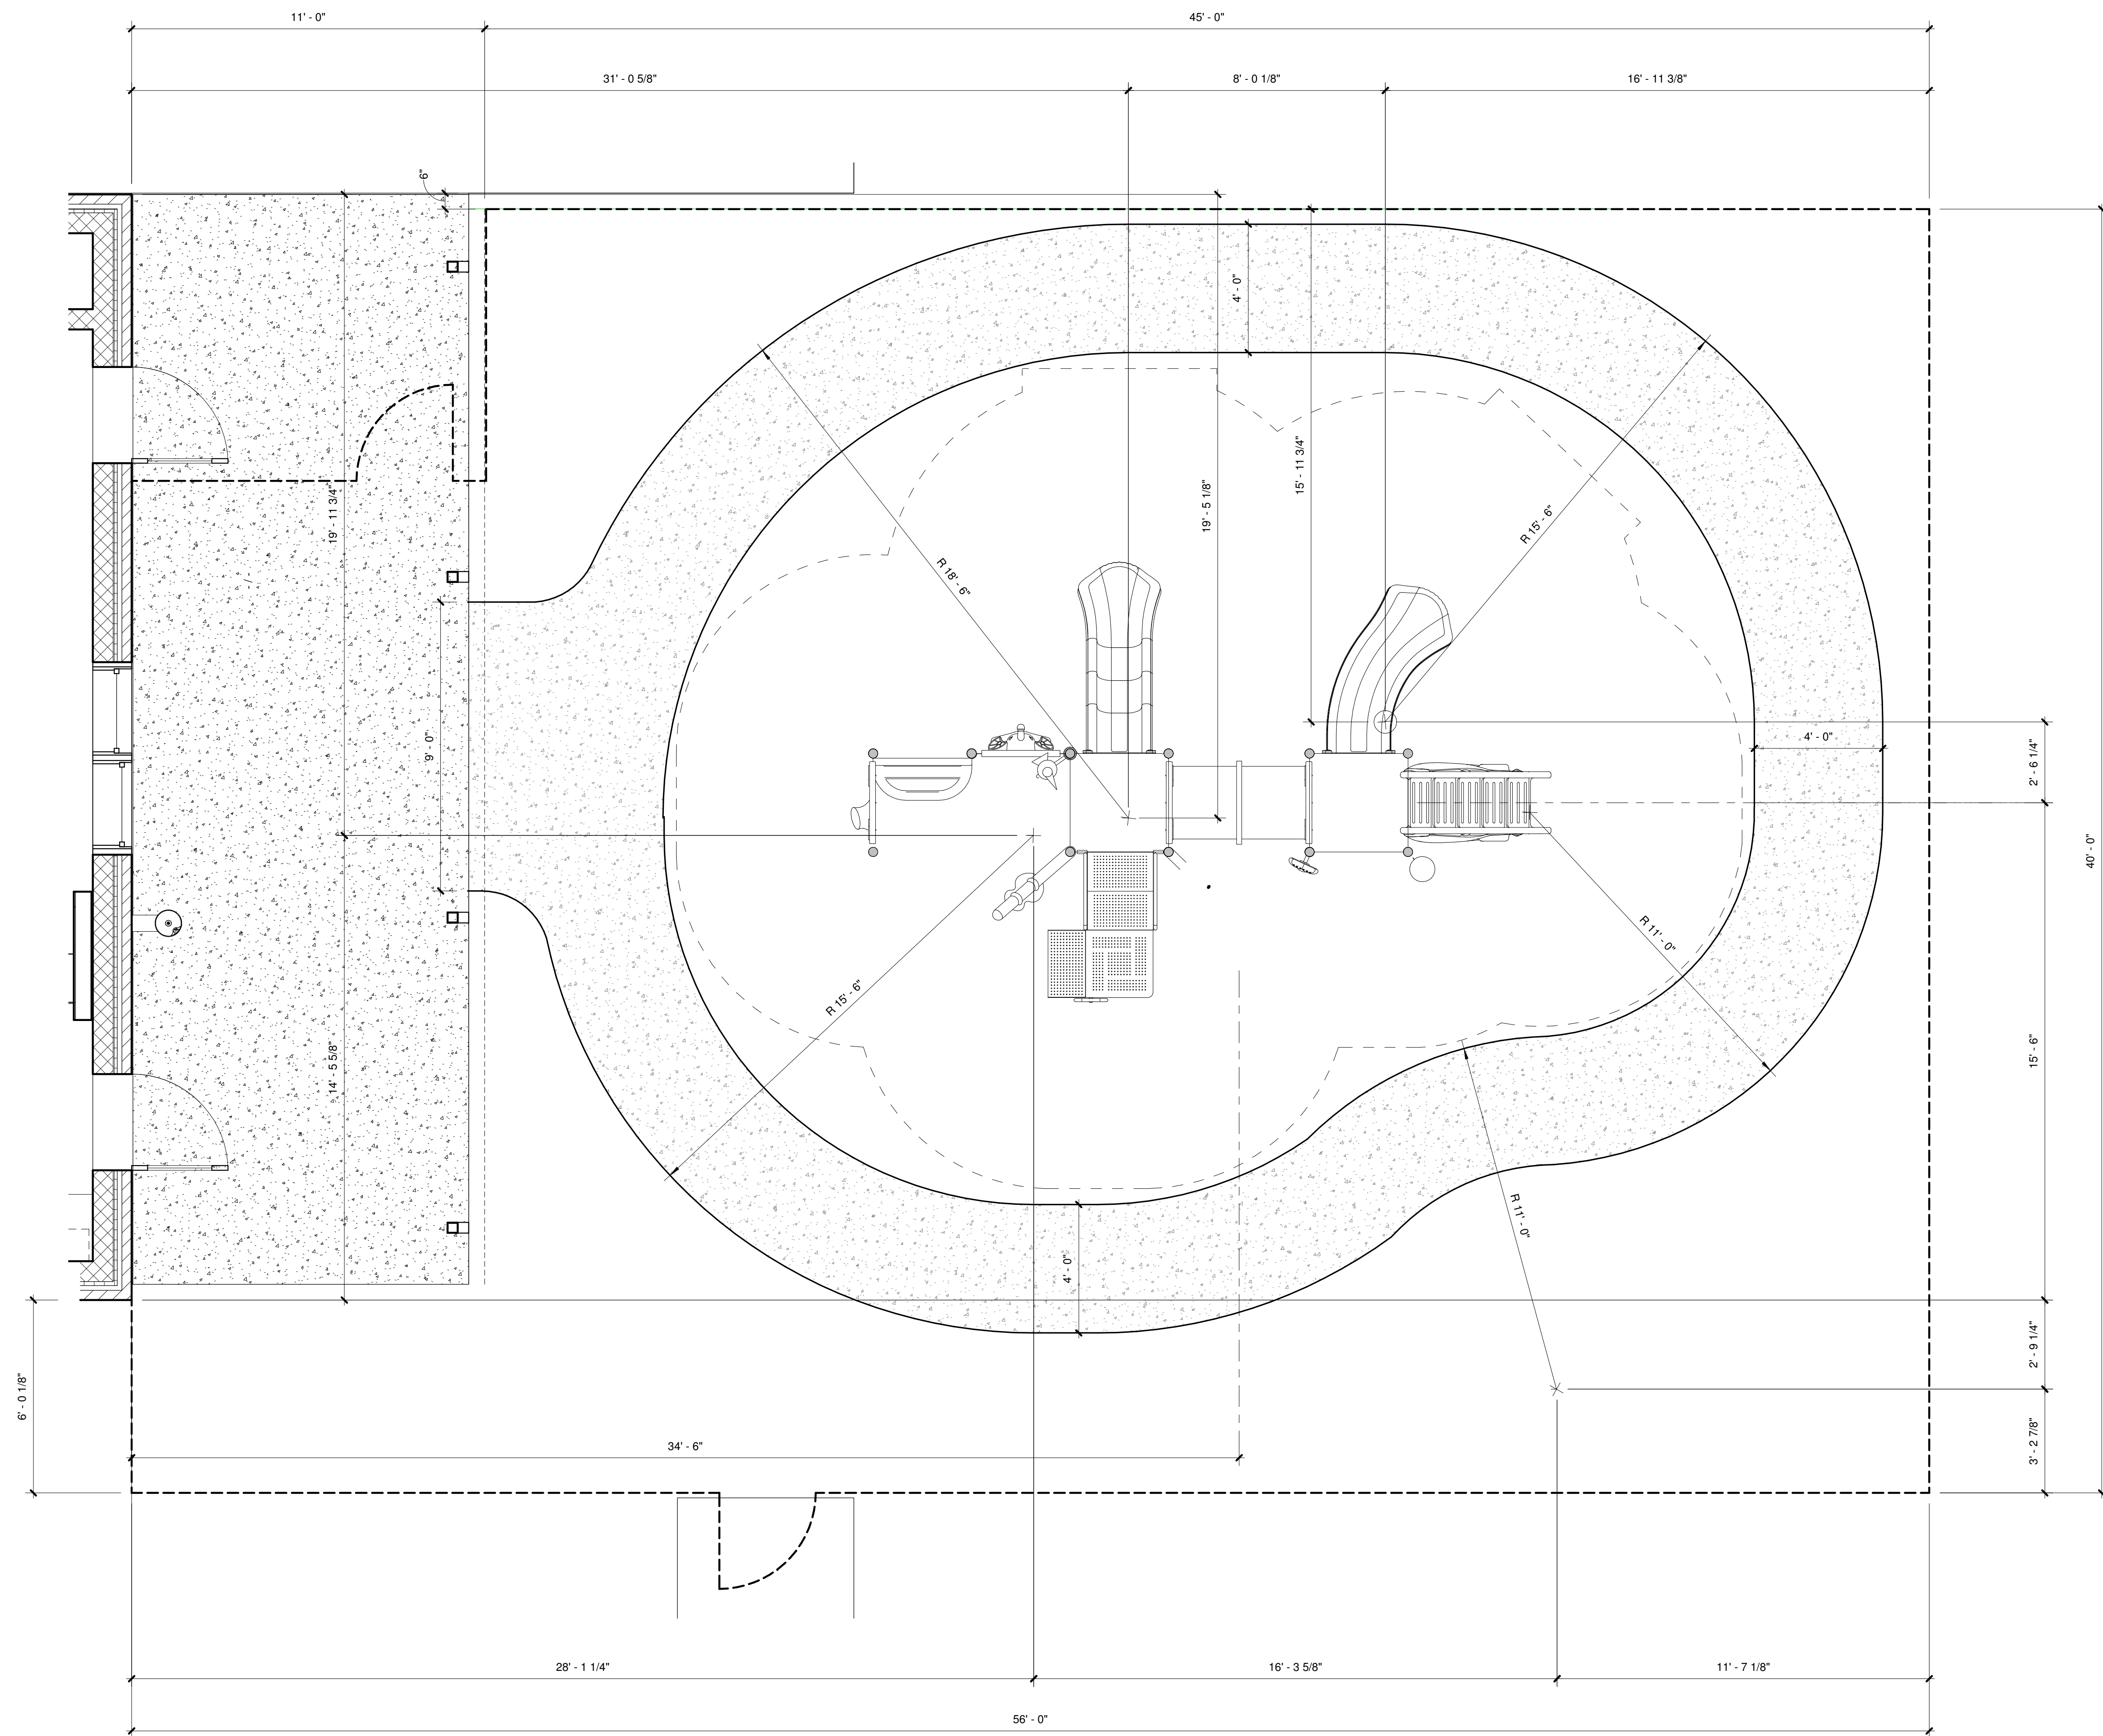 11' - 0"
45' - 0"
31' - 0 5/8"
8' - 0 1/8"
16' - 11 3/8"
6"
4' - 0"
15' - 11 3/4"
19' - 5 1/8"
19' - 11 3/4"
R 18' - 6"
R 15' - 6"
9' - 0"
4' - 0"
2' - 6 1/4"
40' - 0"
R 11' - 0"
R 15' - 6"
14' - 5 5/8"
15' - 6"
R 11' - 0"
4' - 0"
2' - 9 1/4"
6' - 0 1/8"
34' - 6"
3' - 2 7/8"
28' - 1 1/4"
16' - 3 5/8"
11' - 7 1/8"
56' - 0"